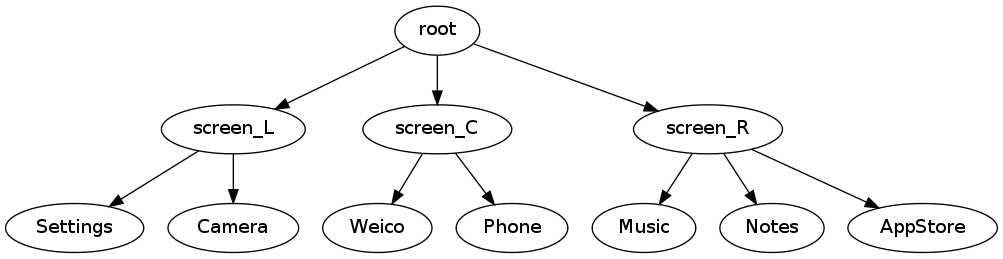 root
screen_L
screen_C
screen_R
Settings
Camera
Weico
Phone
Music
Notes
AppStore